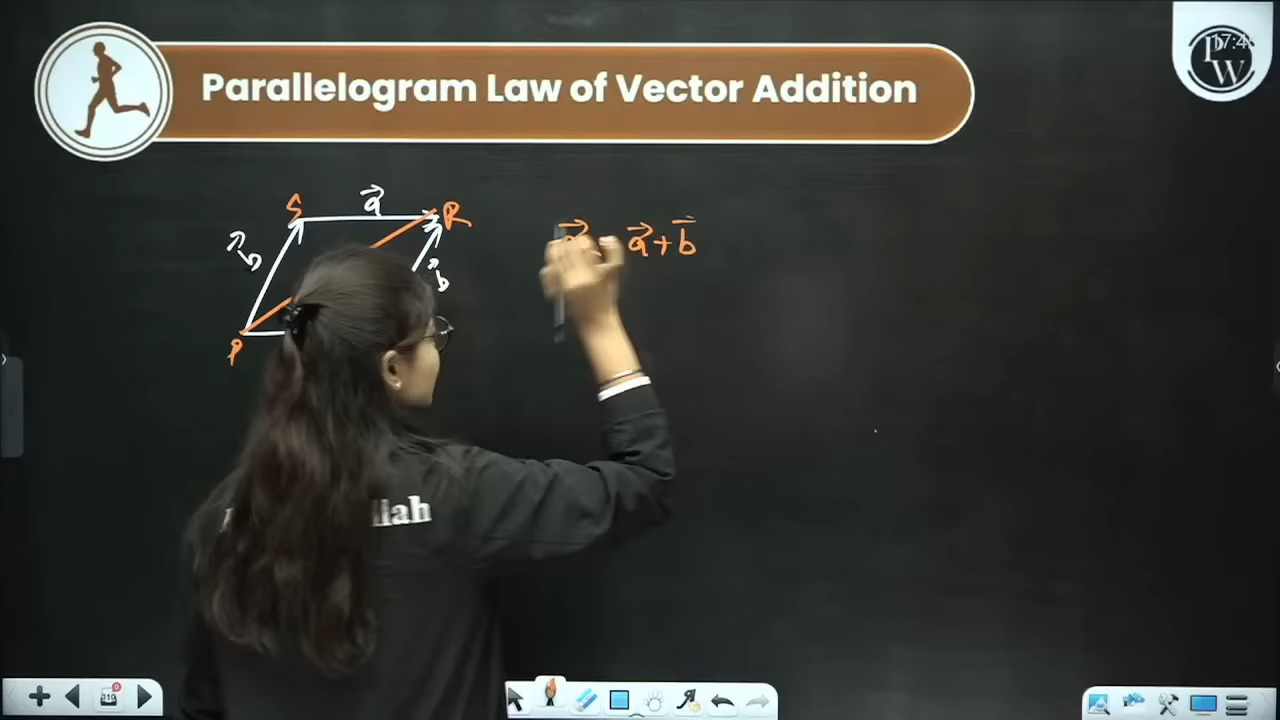 Parallelogram Law of Vector Addition
PW
S
a⃗
R
b⃗
b⃗
a⃗ + b⃗
P
llah